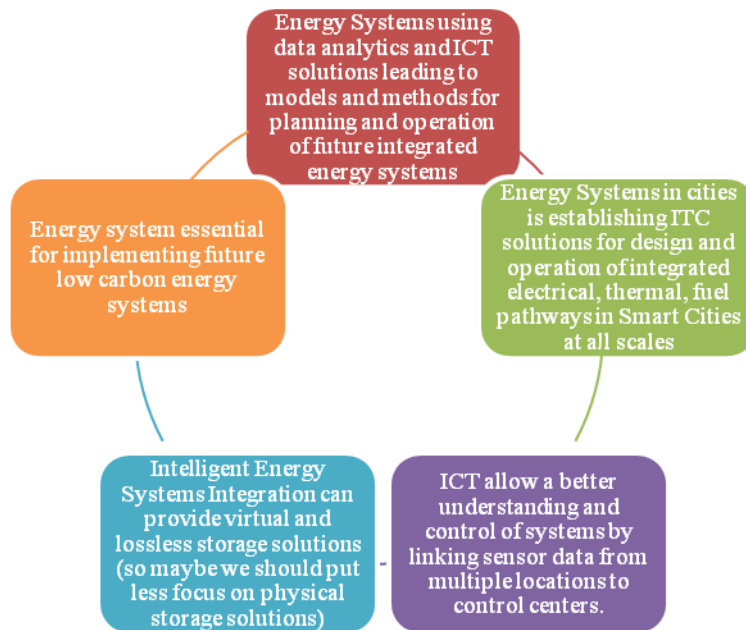 Energy Systems using
data analytics and ICT
solutions leading to
models and methods for
planning and operation
of future integrated
energy systems
Energy Systems in cities
is establishing ITC
solutions for design and
operation of integrated
electrical, thermal, fuel
pathways in Smart Cities
at all scales
ICT allow a better
understanding and
control of systems by
linking sensor data from
multiple locations to
control centers.
Intelligent Energy
Systems Integration can
provide virtual and
lossless storage solutions
(so maybe we should put
less focus on physical
storage solutions)
Energy system essential
for implementing future
low carbon energy
systems